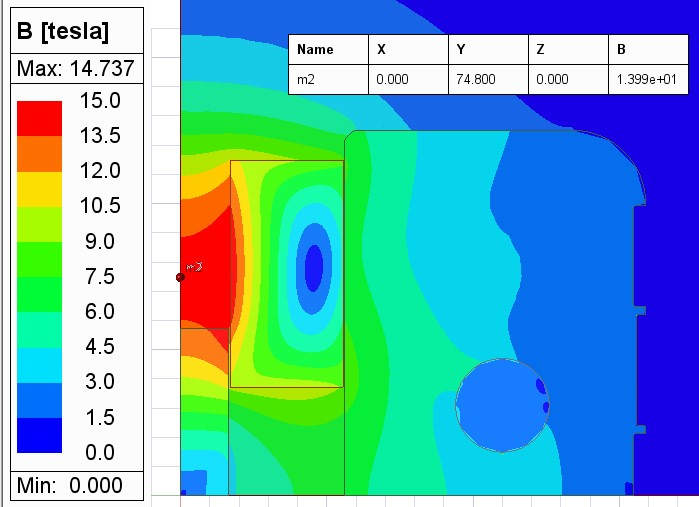 B [tesla]
Max: 14.737
15.0
13.5
12.0
10.5
9.0
7.5
6.0
4.5
3.0
1.5
0.0
Min: 0.000
Name X Y Z B
m2 0.000 74.800 0.000 1.399e+01
m2